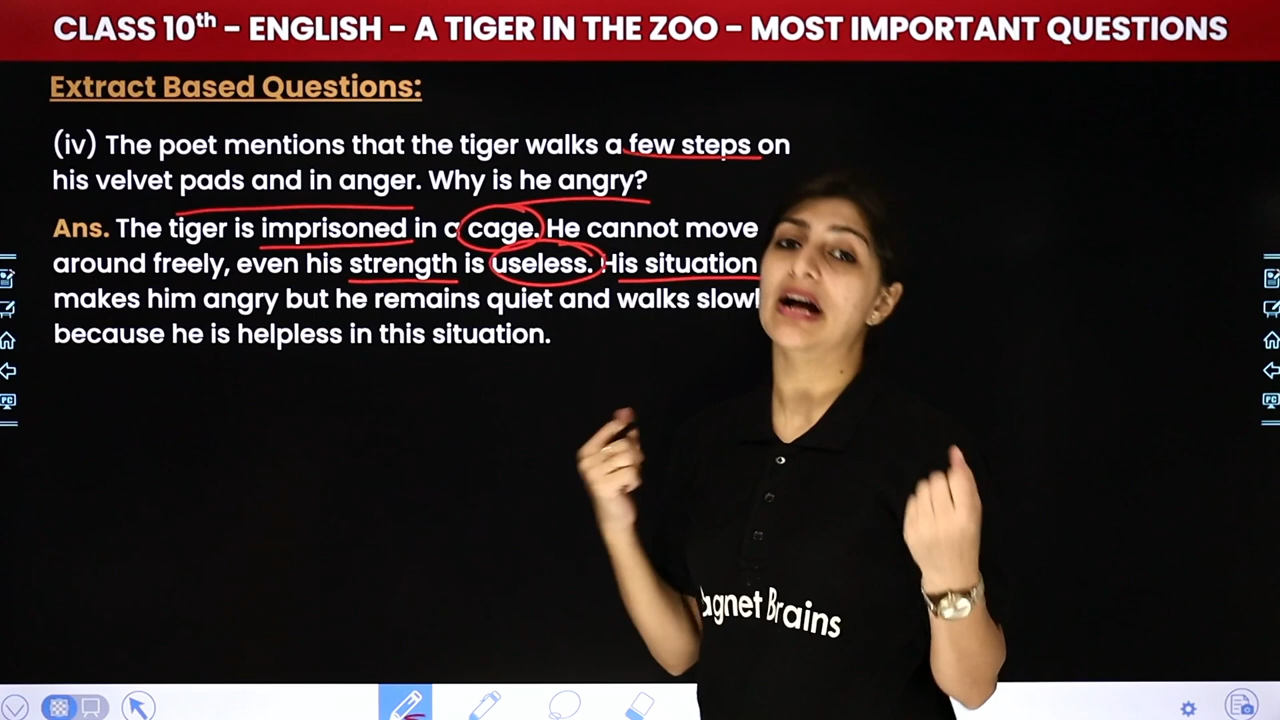 CLASS 10th - ENGLISH - A TIGER IN THE ZOO - MOST IMPORTANT QUESTIONS
Extract Based Questions:
(iv) The poet mentions that the tiger walks a few steps on
his velvet pads and in anger. Why is he angry?
Ans. The tiger is imprisoned in a cage. He cannot move
around freely, even his strength is useless. His situation
makes him angry but he remains quiet and walks slowl
because he is helpless in this situation.
agnet Brains
PC
PC